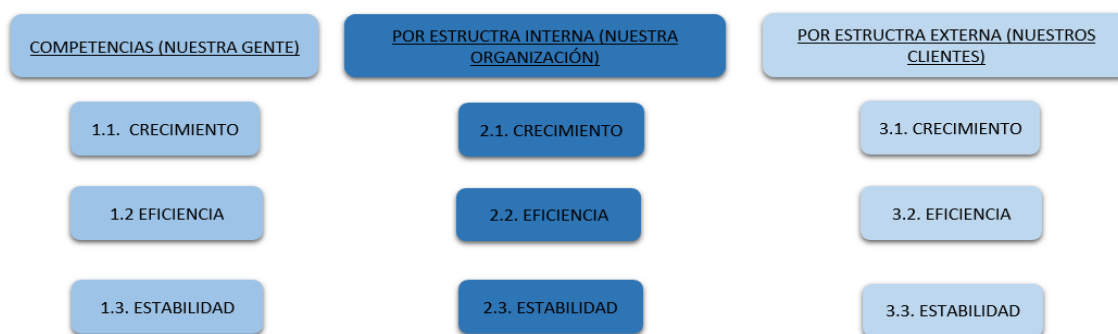 COMPETENCIAS (NUESTRA GENTE)
1.1. CRECIMIENTO
1.2 EFICIENCIA
1.3. ESTABILIDAD
POR ESTRUCTRA INTERNA (NUESTRA
ORGANIZACIÓN)
2.1. CRECIMIENTO
2.2. EFICIENCIA
2.3. ESTABILIDAD
POR ESTRUCTRA EXTERNA (NUESTROS
CLIENTES)
3.1. CRECIMIENTO
3.2. EFICIENCIA
3.3. ESTABILIDAD